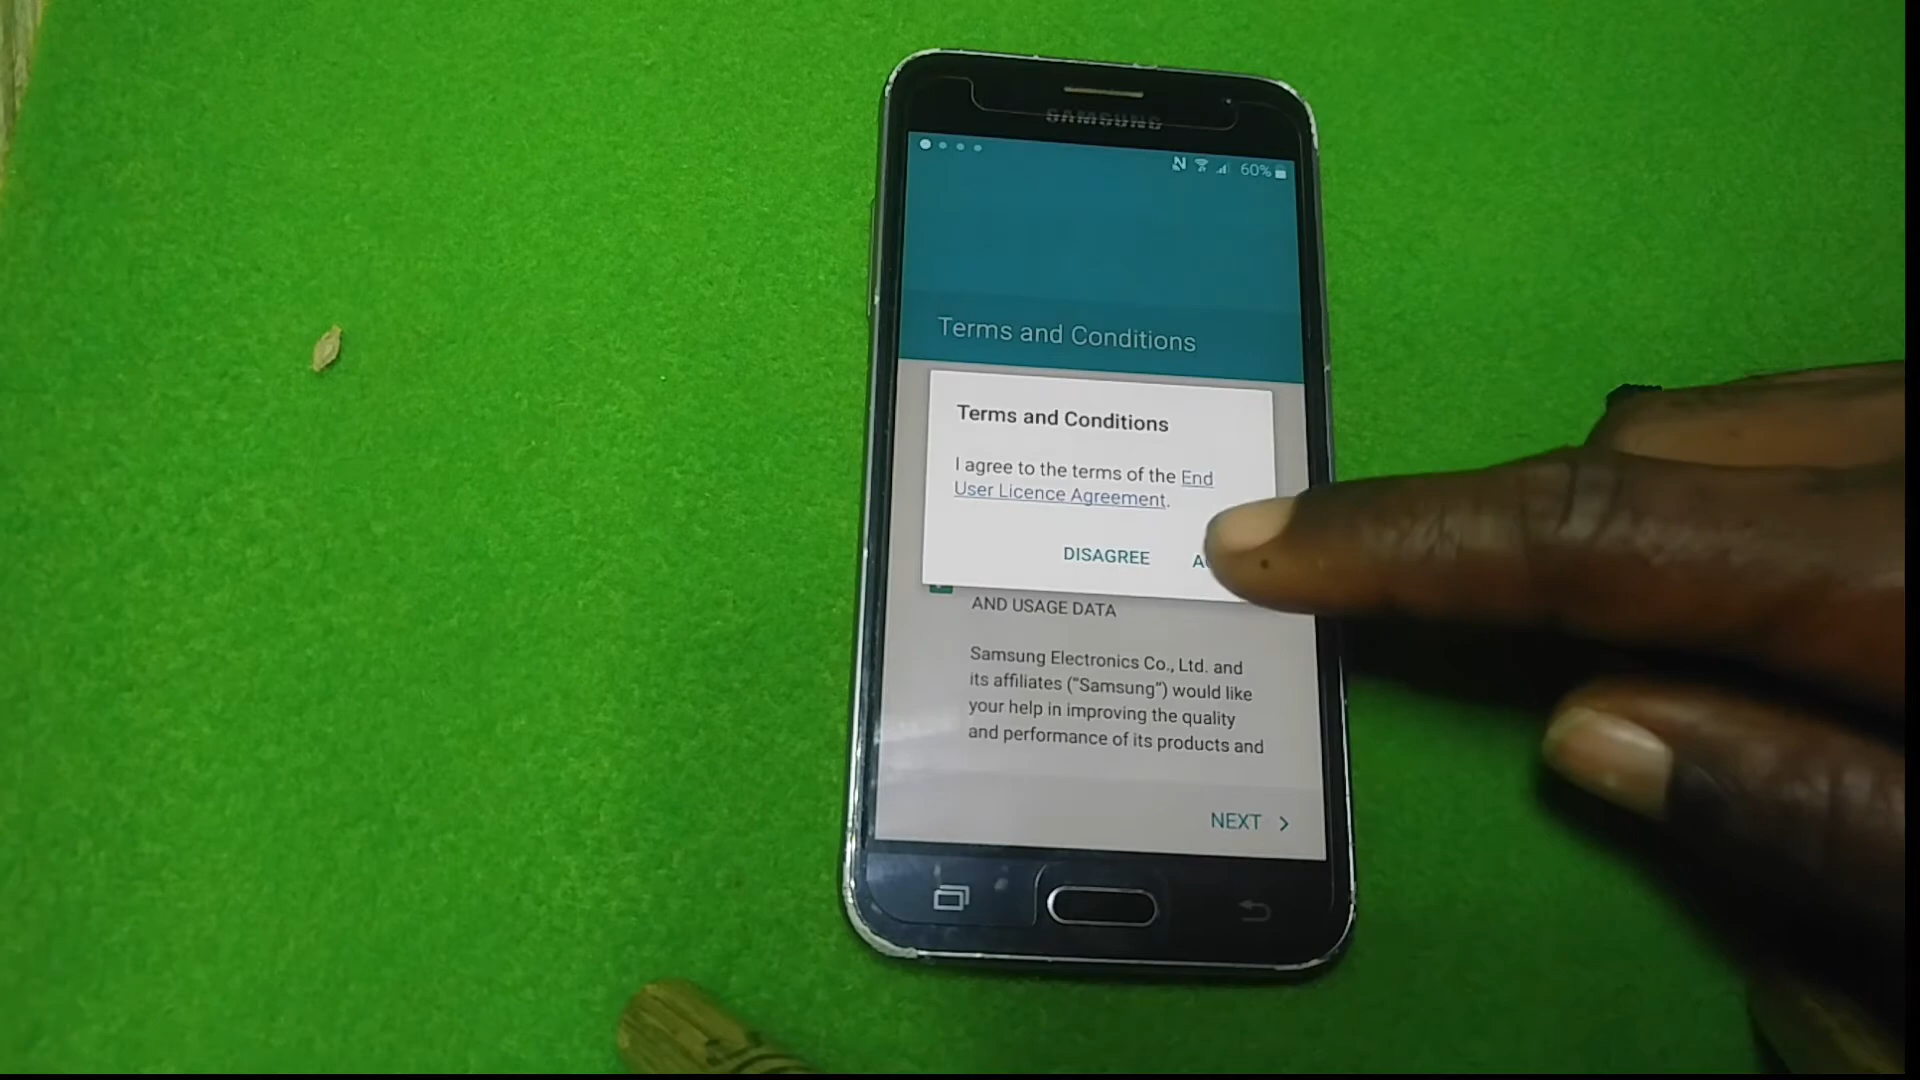 SAMSUNG
60%
Terms and Conditions
Terms and Conditions
I agree to the terms of the End
User Licence Agreement.
DISAGREE
AND USAGE DATA
Samsung Electronics Co., Ltd. and
its affiliates ("Samsung") would like
your help in improving the quality
and performance of its products and
NEXT